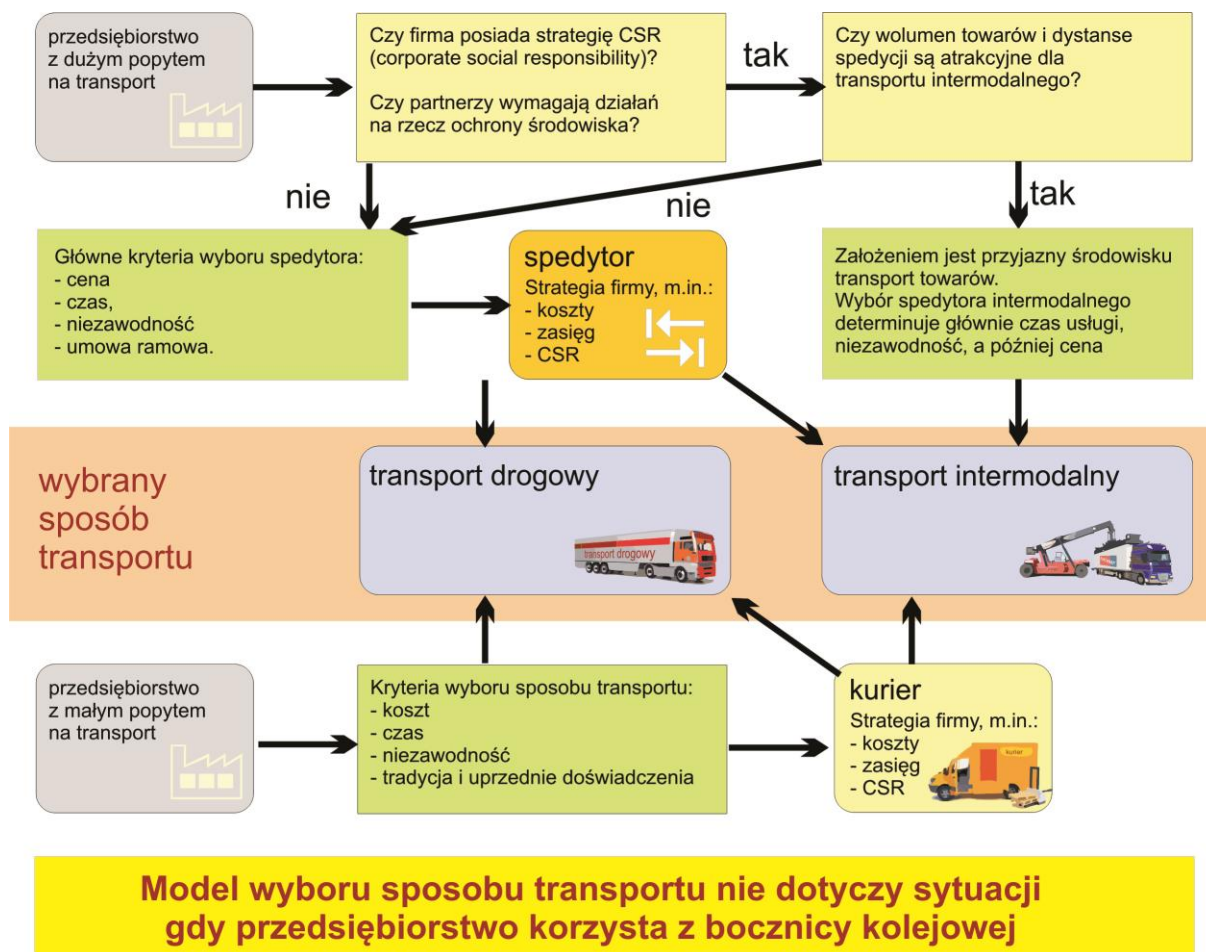 przedsiębiorstwo
z dużym popytem
na transport
Czy firma posiada strategię CSR
(corporate social responsibility)?
Czy partnerzy wymagają działań
na rzecz ochrony środowiska?
tak
Czy wolumen towarów i dystanse
spedycji są atrakcyjne dla
transportu intermodalnego?
nie
nie
tak
Główne kryteria wyboru spedytora:
- cena
- czas,
- niezawodność
- umowa ramowa.
spedytor
Strategia firmy, m.in.:
- koszty
- zasięg
- CSR
Założeniem jest przyjazny środowisku
transport towarów.
Wybór spedytora intermodalnego
determinuje głównie czas usługi,
niezawodność, a później cena
wybrany
sposób
transportu
transport drogowy
transport drogowy
transport intermodalny
przedsiębiorstwo
z małym popytem
na transport
Kryteria wyboru sposobu transportu:
- koszt
- czas
- niezawodność
- tradycja i uprzednie doświadczenia
kurier
Strategia firmy, m.in.:
- koszty
- zasięg
- CSR
kurier
Model wyboru sposobu transportu nie dotyczy sytuacji
gdy przedsiębiorstwo korzysta z bocznicy kolejowej